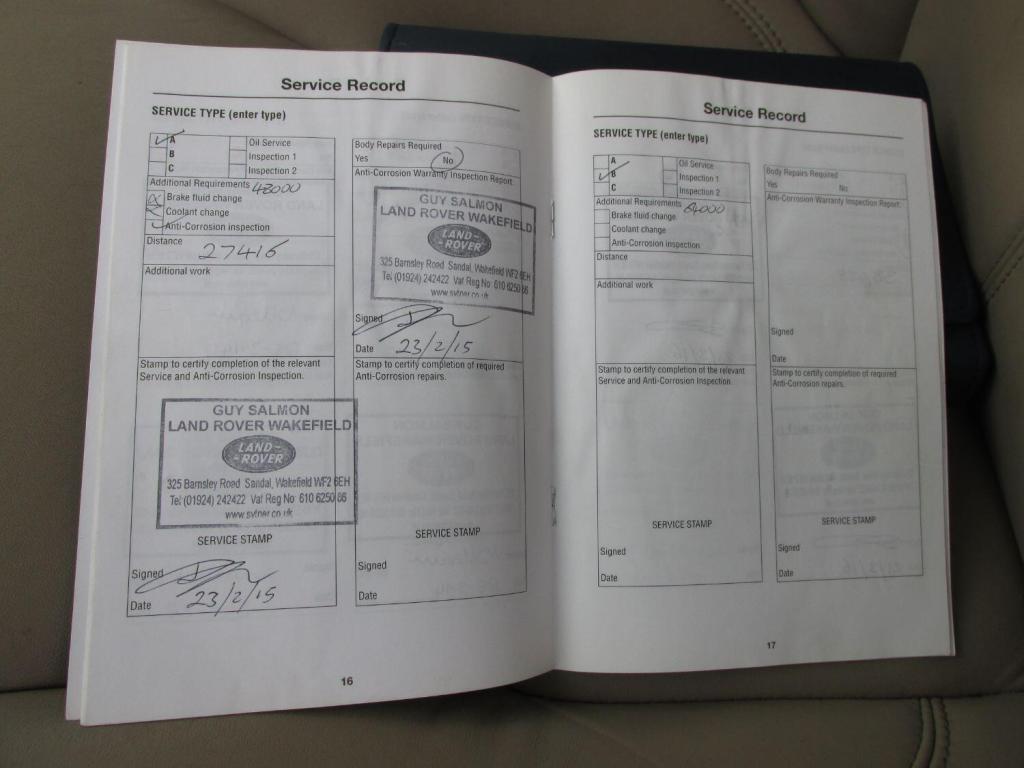 Service Record
SERVICE TYPE (enter type)
A
B
C
Oil Service
Inspection 1
Inspection 2
Additional Requirements 48000
Brake fluid change
Coolant change
Anti-Corrosion inspection
Distance
27416
Additional work
Stamp to certify completion of the relevant
Service and Anti-Corrosion Inspection.
GUY SALMON
LAND ROVER WAKEFIELD
LAND-
-ROVER
325 Barnsley Road Sandal, Wakefield WF2 6EH
Tel: (01924) 242422 Vat Reg No 610 6250 66
www.sytner.co.uk
SERVICE STAMP
Signed
Date 23/2/15
Body Repairs Required
Yes No
Anti-Corrosion Warranty Inspection Report
GUY SALMON
LAND ROVER WAKEFIELD
LAND-
-ROVER
325 Barnsley Road Sandal, Wakefield WF2 6EH
Tel: (01924) 242422 Vat Reg No 610 6250 66
www.sytner.co.uk
Signed
Date 23/2/15
Stamp to certify completion of required
Anti-Corrosion repairs.
SERVICE STAMP
Signed
Date
16
Service Record
SERVICE TYPE (enter type)
A
B
C
Oil Service
Inspection 1
Inspection 2
Additional Requirements 64000
Brake fluid change
Coolant change
Anti-Corrosion inspection
Distance
Additional work
Stamp to certify completion of the relevant
Service and Anti-Corrosion Inspection.
SERVICE STAMP
Signed
Date
Body Repairs Required
Yes No
Anti-Corrosion Warranty Inspection Report
Signed
Date
Stamp to certify completion of required
Anti-Corrosion repairs.
SERVICE STAMP
Signed
Date
17